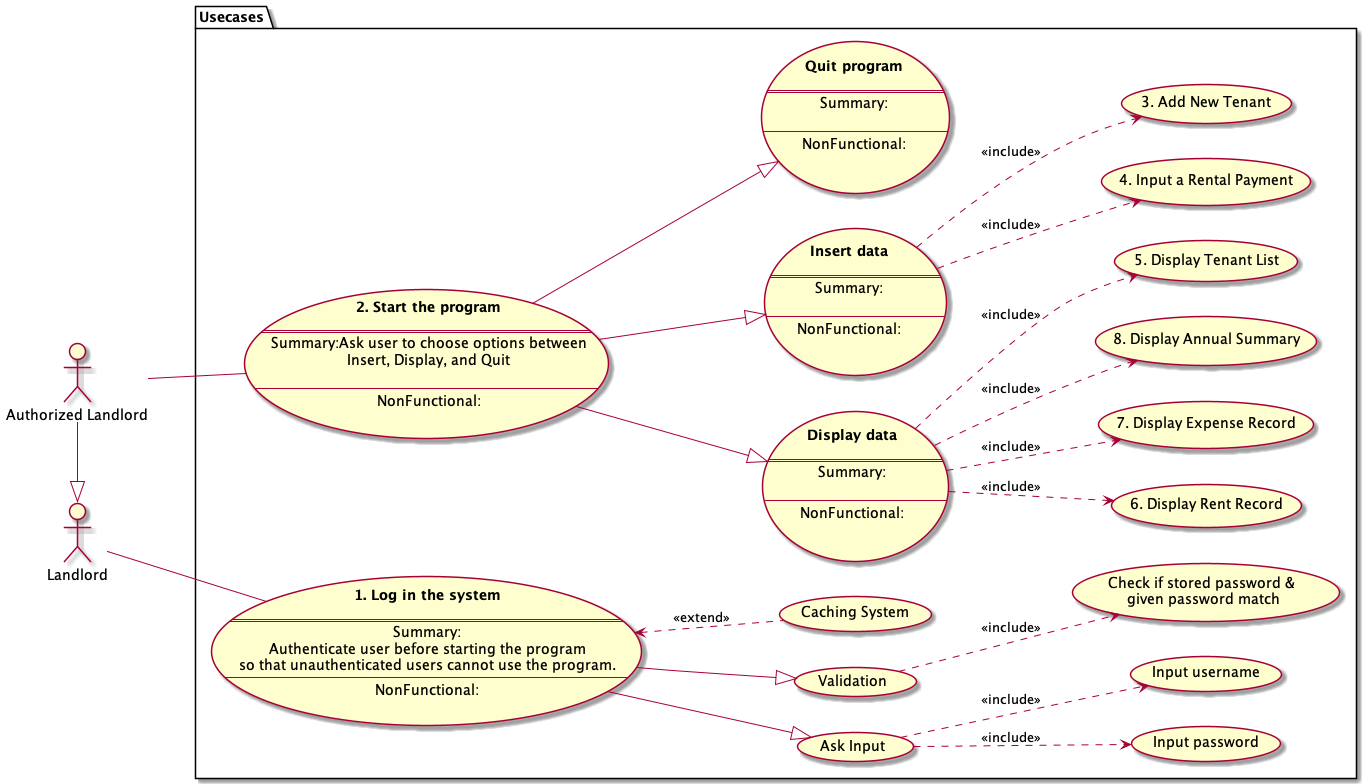 Usecases
Quit program
Summary:
NonFunctional:
3. Add New Tenant
«include»
4. Input a Rental Payment
«include»
Insert data
Summary:
NonFunctional:
5. Display Tenant List
«include»
2. Start the program
Summary:Ask user to choose options between
Insert, Display, and Quit
NonFunctional:
8. Display Annual Summary
«include»
Authorized Landlord
Display data
Summary:
NonFunctional:
7. Display Expense Record
«include»
6. Display Rent Record
«include»
Landlord
1. Log in the system
Summary:
Authenticate user before starting the program
so that unauthenticated users cannot use the program.
NonFunctional:
«extend»
Caching System
Check if stored password &
given password match
«include»
Validation
Input username
«include»
Ask Input
«include»
Input password